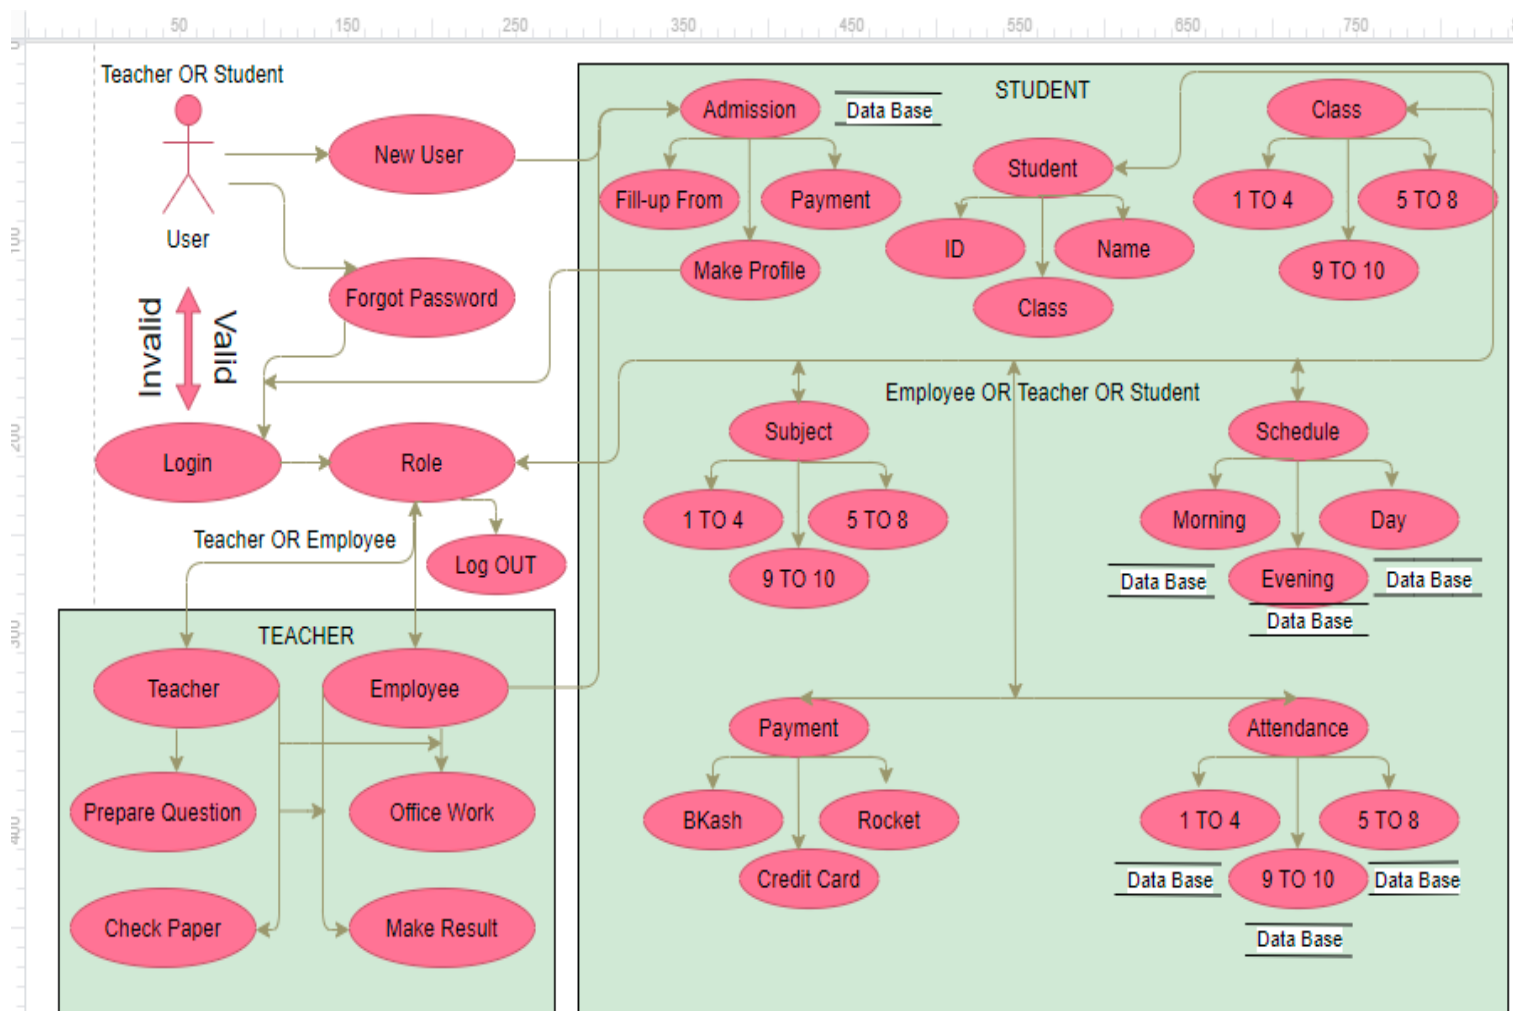 50
150
250
350
450
550
650
750
Teacher OR Student
New User
User
Forgot Password
Invalid
Valid
Login
Role
Log OUT
Teacher OR Employee
100
200
300
400
TEACHER
Teacher
Employee
Prepare Question
Office Work
Check Paper
Make Result
STUDENT
Admission
Data Base
Fill-up From
Payment
Make Profile
Student
ID
Name
Class
Class
1 TO 4
5 TO 8
9 TO 10
Employee OR Teacher OR Student
Subject
1 TO 4
5 TO 8
9 TO 10
Schedule
Morning
Day
Evening
Data Base
Data Base
Data Base
Payment
BKash
Rocket
Credit Card
Attendance
1 TO 4
5 TO 8
9 TO 10
Data Base
Data Base
Data Base